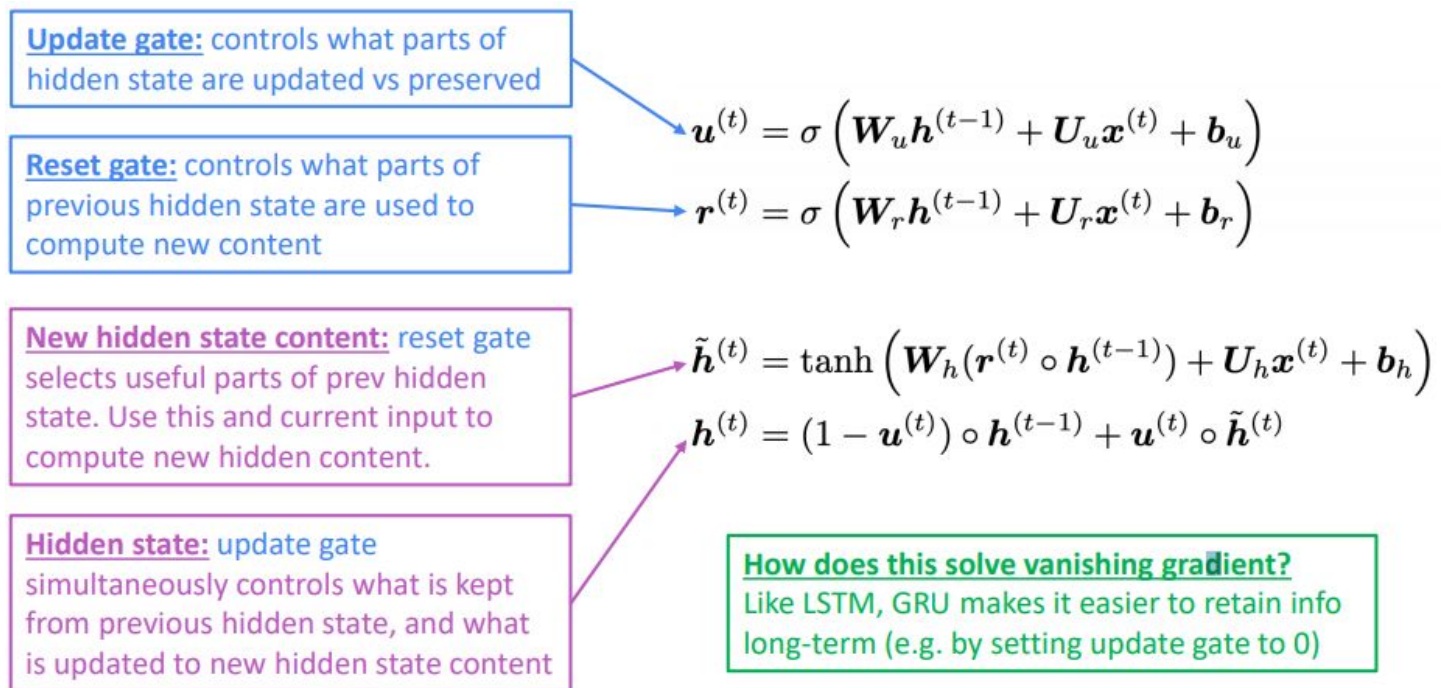 Update gate: controls what parts of
hidden state are updated vs preserved
Reset gate: controls what parts of
previous hidden state are used to
compute new content
New hidden state content: reset gate
selects useful parts of prev hidden
state. Use this and current input to
compute new hidden content.
Hidden state: update gate
simultaneously controls what is kept
from previous hidden state, and what
is updated to new hidden state content
u^{(t)} = σ (W_u h^{(t−1)} + U_u x^{(t)} + b_u)
r^{(t)} = σ (W_r h^{(t−1)} + U_r x^{(t)} + b_r)
h̃^{(t)} = tanh (W_h(r^{(t)} ∘ h^{(t−1)}) + U_h x^{(t)} + b_h)
h^{(t)} = (1 − u^{(t)}) ∘ h^{(t−1)} + u^{(t)} ∘ h̃^{(t)}
How does this solve vanishing gradient?
Like LSTM, GRU makes it easier to retain info
long-term (e.g. by setting update gate to 0)